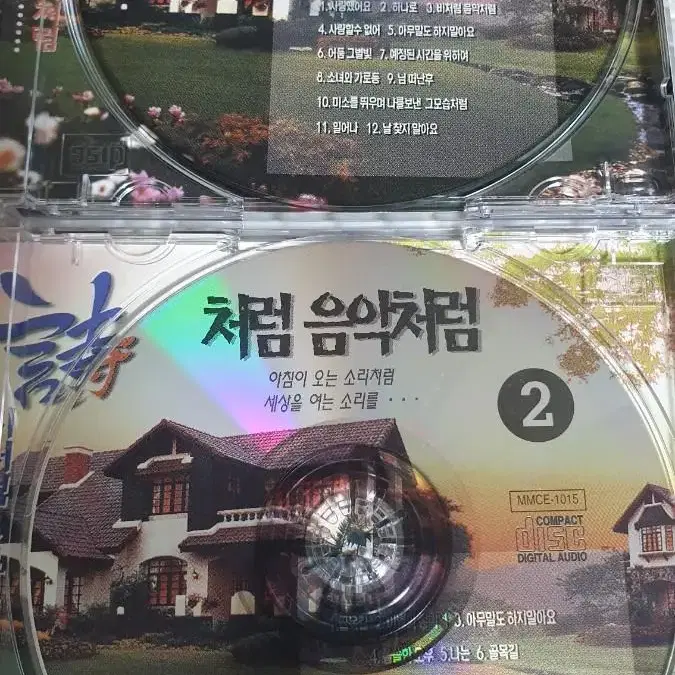 처럼
1.사랑했어요 2. 하나로 3. 비처럼 음악처럼
4. 사랑할수 없어 5. 아무말도 하지말아요
6. 어둠 그별빛 7. 예정된 시간을 위하여
8. 소녀와 가로등 9. 님 떠난후
10. 미소를 띄우며 나를보낸 그모습처럼
11. 일어나 12. 날 찾지 말아요
disc
詩
처럼 음악처럼
아침이 오는 소리처럼
세상을 여는 소리를 ···
2
MMCE-1015
COMPACT
disc
DIGITAL AUDIO
3. 아무말도 하지말아요
5.나는 6. 골목길